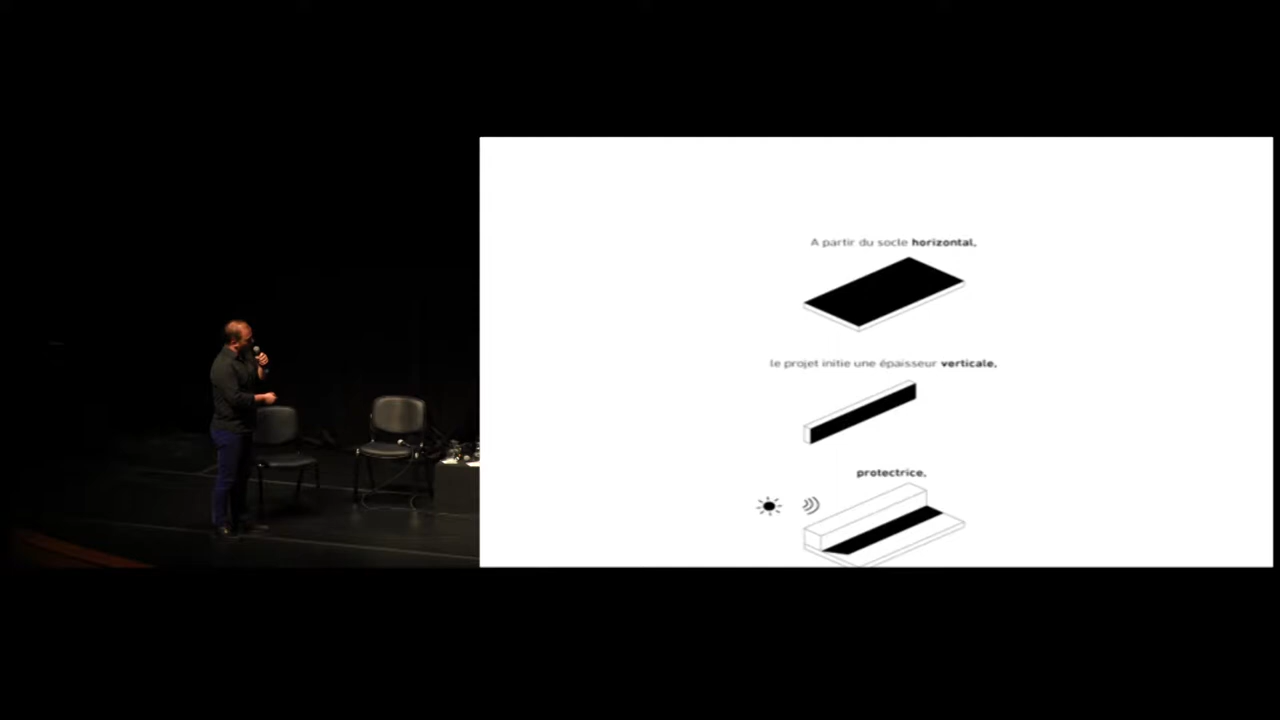 A partir du socle horizontal,
le projet initie une épaisseur verticale,
protectrice,